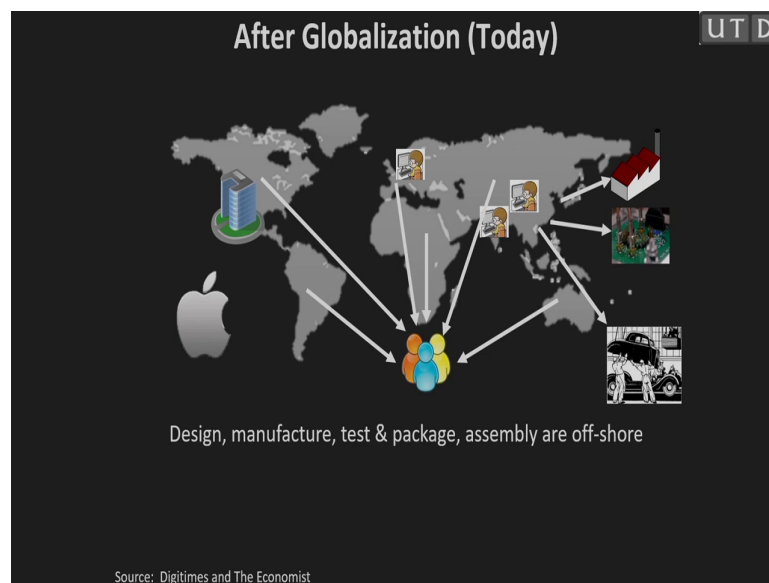 After Globalization (Today)
UT D
Design, manufacture, test & package, assembly are off-shore
Source: Digitimes and The Economist